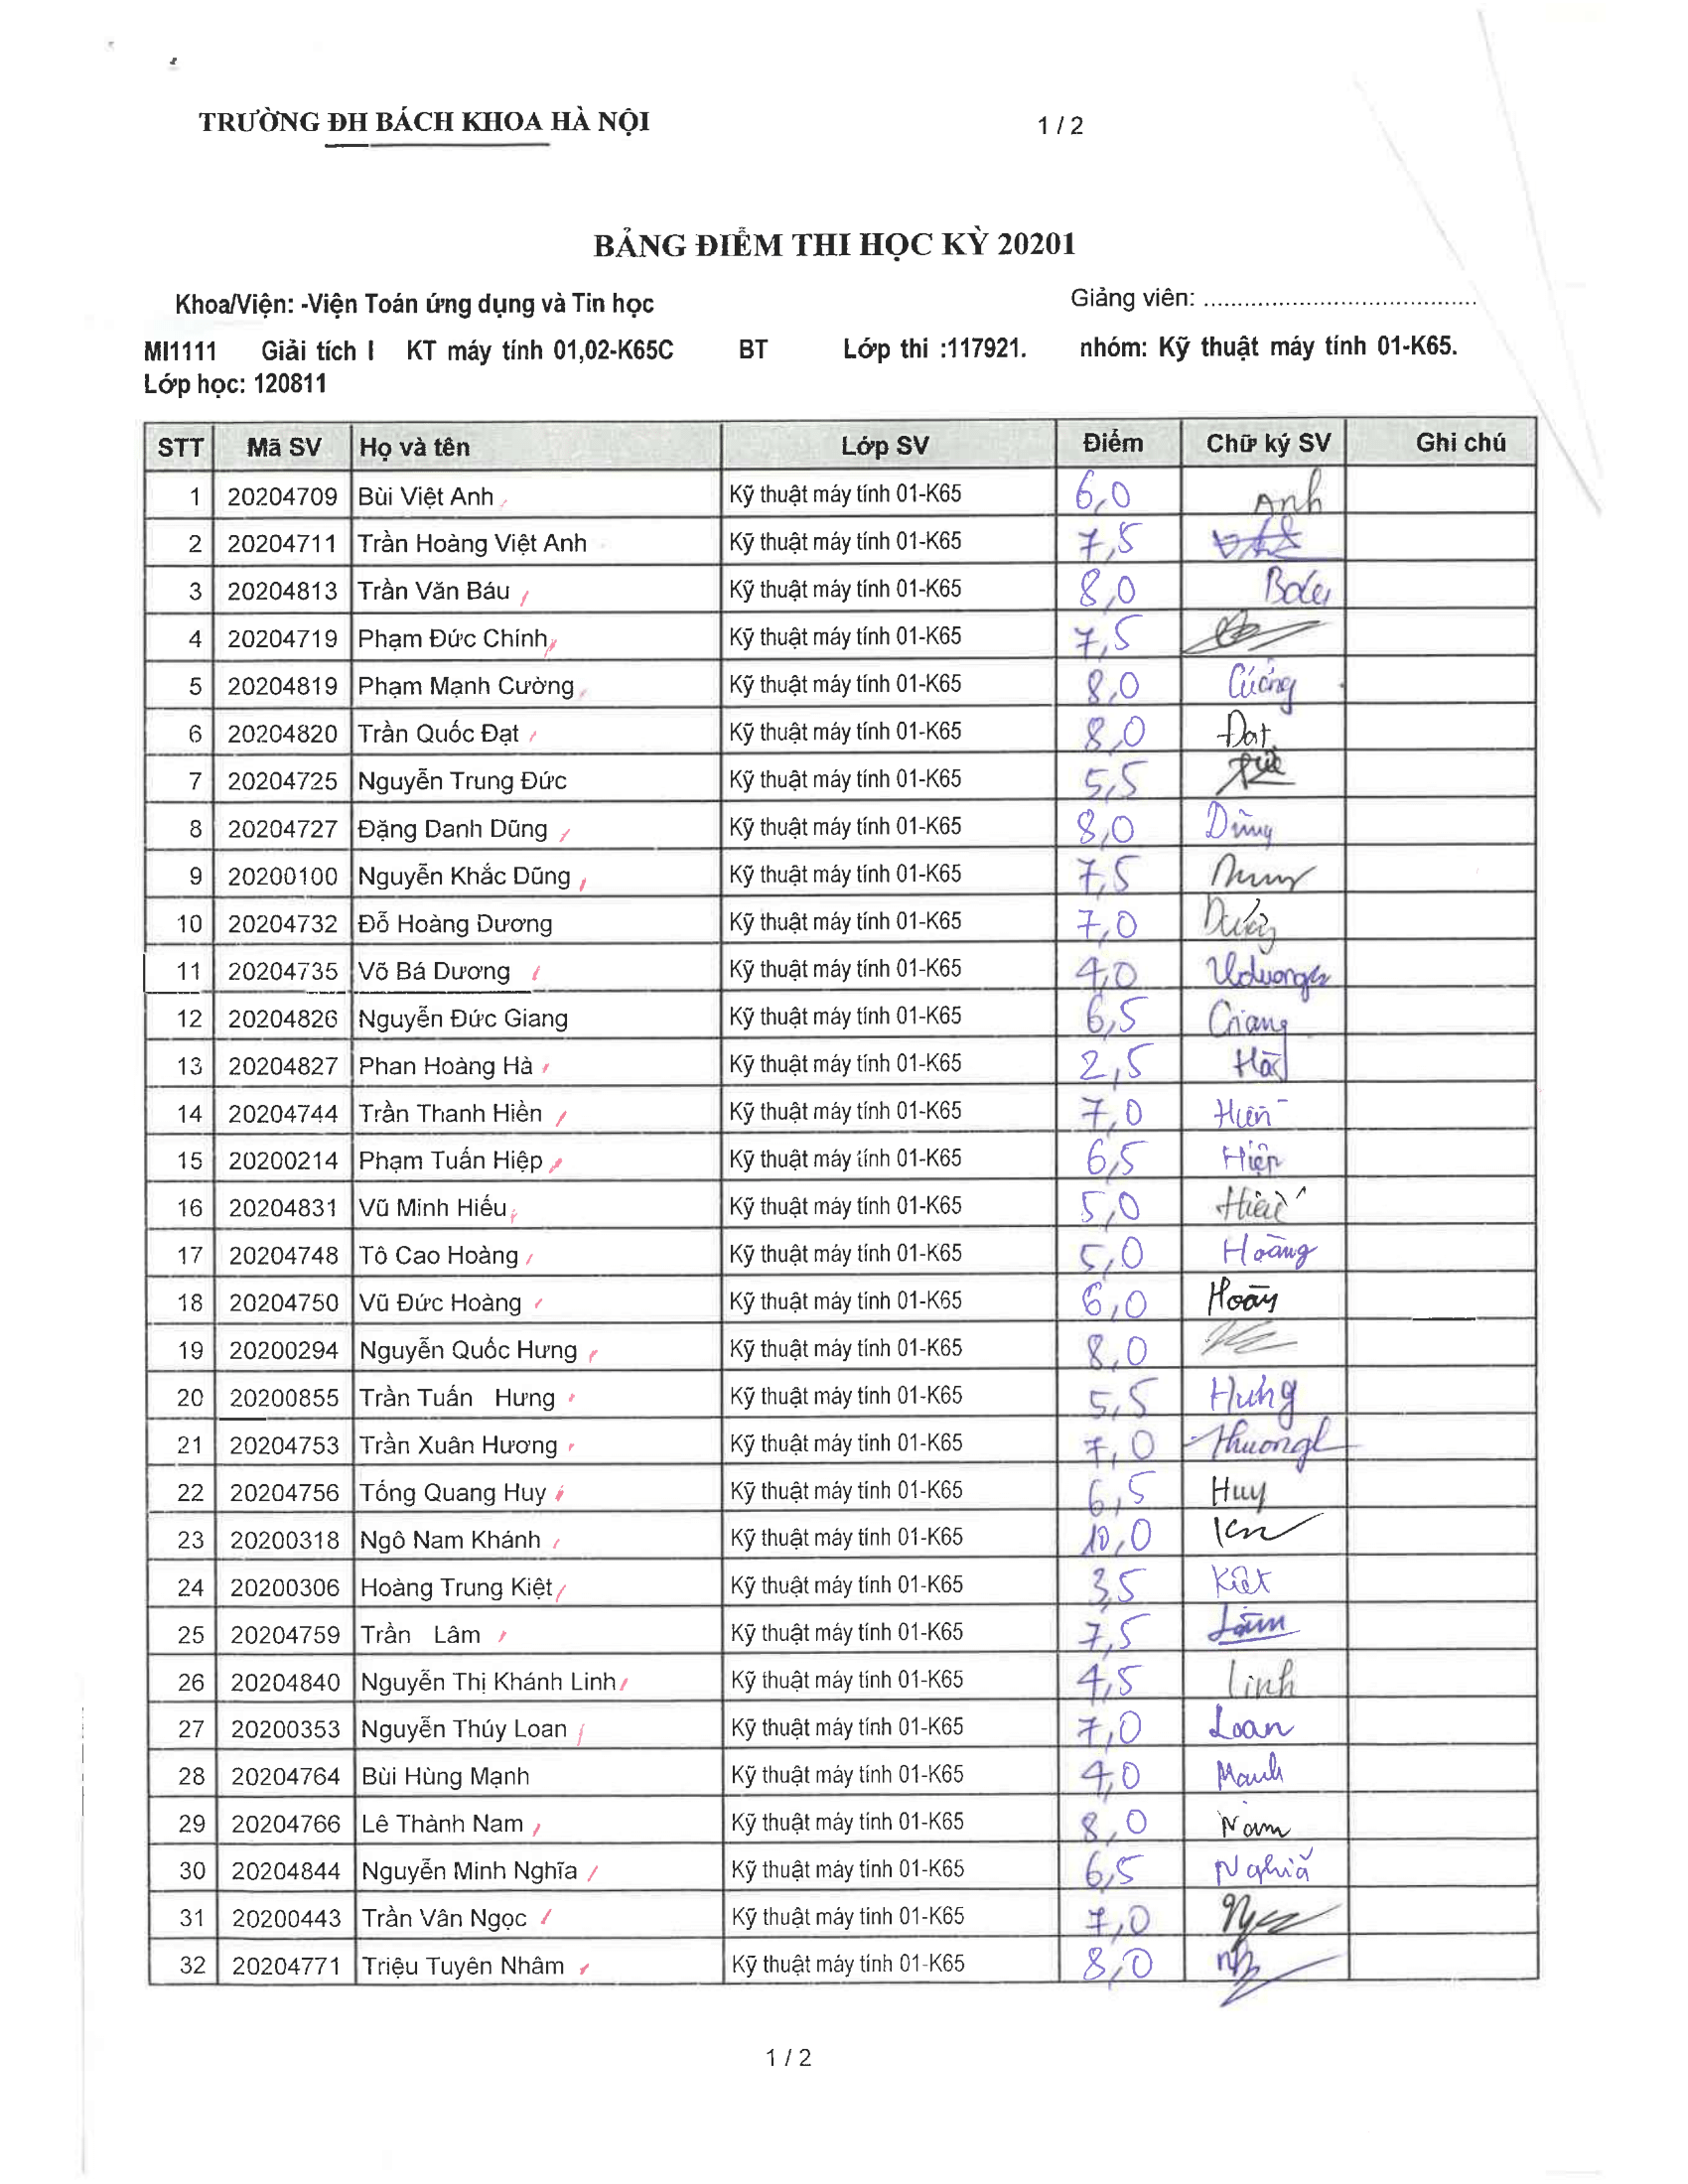 TRƯỜNG ĐH BÁCH KHOA HÀ NỘI 1 / 2
BẢNG ĐIỂM THI HỌC KỲ 20201
Khoa/Viện: -Viện Toán ứng dụng và Tin học Giảng viên: ........................................
MI1111 Giải tích I KT máy tính 01,02-K65C BT Lớp thi :117921. nhóm: Kỹ thuật máy tính 01-K65.
Lớp học: 120811
STT Mã SV Họ và tên Lớp SV Điểm Chữ ký SV Ghi chú
1 20204709 Bùi Việt Anh Kỹ thuật máy tính 01-K65 6,0 Anh
2 20204711 Trần Hoàng Việt Anh Kỹ thuật máy tính 01-K65 7,5
3 20204813 Trần Văn Báu Kỹ thuật máy tính 01-K65 8,0
4 20204719 Phạm Đức Chính Kỹ thuật máy tính 01-K65 7,5
5 20204819 Phạm Mạnh Cường Kỹ thuật máy tính 01-K65 8,0 Cường
6 20204820 Trần Quốc Đạt Kỹ thuật máy tính 01-K65 8,0 Đạt
7 20204725 Nguyễn Trung Đức Kỹ thuật máy tính 01-K65 5,5
8 20204727 Đặng Danh Dũng Kỹ thuật máy tính 01-K65 8,0 Dũng
9 20200100 Nguyễn Khắc Dũng Kỹ thuật máy tính 01-K65 7,5
10 20204732 Đỗ Hoàng Dương Kỹ thuật máy tính 01-K65 7,0
11 20204735 Võ Bá Dương Kỹ thuật máy tính 01-K65 4,0
12 20204826 Nguyễn Đức Giang Kỹ thuật máy tính 01-K65 6,5 Giang
13 20204827 Phan Hoàng Hà Kỹ thuật máy tính 01-K65 2,5 Hà
14 20204744 Trần Thanh Hiền Kỹ thuật máy tính 01-K65 7,0 Hiền
15 20200214 Phạm Tuấn Hiệp Kỹ thuật máy tính 01-K65 6,5 Hiệp
16 20204831 Vũ Minh Hiếu Kỹ thuật máy tính 01-K65 5,0 Hiếu
17 20204748 Tô Cao Hoàng Kỹ thuật máy tính 01-K65 5,0 Hoàng
18 20204750 Vũ Đức Hoàng Kỹ thuật máy tính 01-K65 6,0
19 20200294 Nguyễn Quốc Hưng Kỹ thuật máy tính 01-K65 8,0
20 20200855 Trần Tuấn Hưng Kỹ thuật máy tính 01-K65 5,5 Hưng
21 20204753 Trần Xuân Hương Kỹ thuật máy tính 01-K65 7,0
22 20204756 Tống Quang Huy Kỹ thuật máy tính 01-K65 6,5 Huy
23 20200318 Ngô Nam Khánh Kỹ thuật máy tính 01-K65 10,0
24 20200306 Hoàng Trung Kiệt Kỹ thuật máy tính 01-K65 3,5 Kiệt
25 20204759 Trần Lâm Kỹ thuật máy tính 01-K65 7,5 Lâm
26 20204840 Nguyễn Thị Khánh Linh Kỹ thuật máy tính 01-K65 4,5 Linh
27 20200353 Nguyễn Thúy Loan Kỹ thuật máy tính 01-K65 7,0 Loan
28 20204764 Bùi Hùng Mạnh Kỹ thuật máy tính 01-K65 4,0 Mạnh
29 20204766 Lê Thành Nam Kỹ thuật máy tính 01-K65 8,0 Nam
30 20204844 Nguyễn Minh Nghĩa Kỹ thuật máy tính 01-K65 6,5 Nghĩa
31 20200443 Trần Vân Ngọc Kỹ thuật máy tính 01-K65 7,0
32 20204771 Triệu Tuyên Nhâm Kỹ thuật máy tính 01-K65 8,0
1 / 2